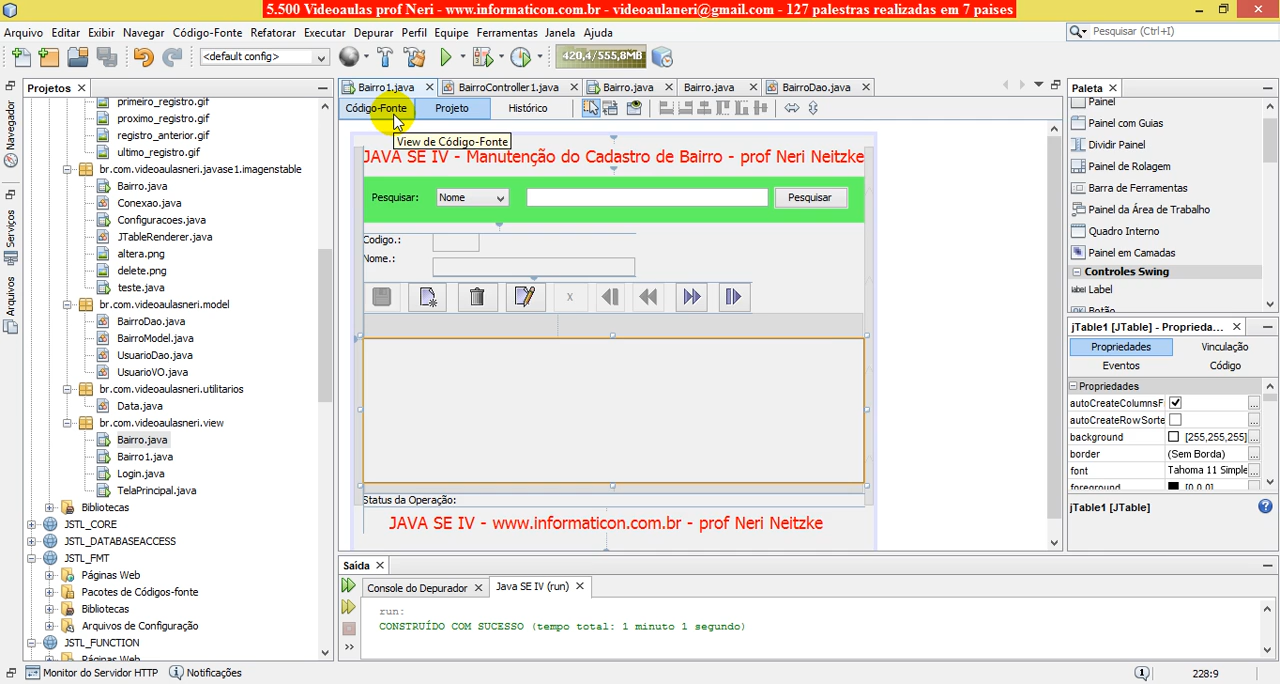 5.500 Videoaulas prof Neri - www.informaticon.com.br - videoaulaneri@gmail.com - 127 palestras realizadas em 7 paises
Arquivo Editar Exibir Navegar Código-Fonte Refatorar Executar Depurar Perfil Equipe Ferramentas Janela Ajuda
Pesquisar (Ctrl+I)
<default config>
420,4/555,8MB
Projetos
Navegador
Serviços
Arquivos
primeiro_registro.gif
proximo_registro.gif
registro_anterior.gif
ultimo_registro.gif
br.com.videoaulasneri.javase1.imagenstable
Bairro.java
Conexao.java
Configuracoes.java
JTableRenderer.java
altera.png
delete.png
teste.java
br.com.videoaulasneri.model
BairroDao.java
BairroModel.java
UsuarioDao.java
UsuarioVO.java
br.com.videoaulasneri.utilitarios
Data.java
br.com.videoaulasneri.view
Bairro.java
Bairro1.java
Login.java
TelaPrincipal.java
Bibliotecas
JSTL_CORE
JSTL_DATABASEACCESS
JSTL_FMT
Páginas Web
Pacotes de Códigos-fonte
Bibliotecas
Arquivos de Configuração
JSTL_FUNCTION
Páginas Web
Bairro1.java BairroController1.java Bairro.java Bairro.java BairroDao.java
Código-Fonte Projeto Histórico
View de Código-Fonte
JAVA SE IV - Manutenção do Cadastro de Bairro - prof Neri Neitzke
Pesquisar: Nome Pesquisar
Codigo.:
Nome.:
x
Status da Operação:
JAVA SE IV - www.informaticon.com.br - prof Neri Neitzke
Saída
Console do Depurador Java SE IV (run)
run:
CONSTRUÍDO COM SUCESSO (tempo total: 1 minuto 1 segundo)
Paleta
Painel
Painel com Guias
Dividir Painel
Painel de Rolagem
Barra de Ferramentas
Painel da Área de Trabalho
Quadro Interno
Painel em Camadas
Controles Swing
label Label
OK Botão
jTable1 [JTable] - Proprieda...
Propriedades Vinculação
Eventos Código
Propriedades
autoCreateColumnsF
autoCreateRowSorte
background [255,255,255]
border (Sem Borda)
font Tahoma 11 Simple
foreground [0,0,0]
jTable1 [JTable]
Monitor do Servidor HTTP Notificações
228:9